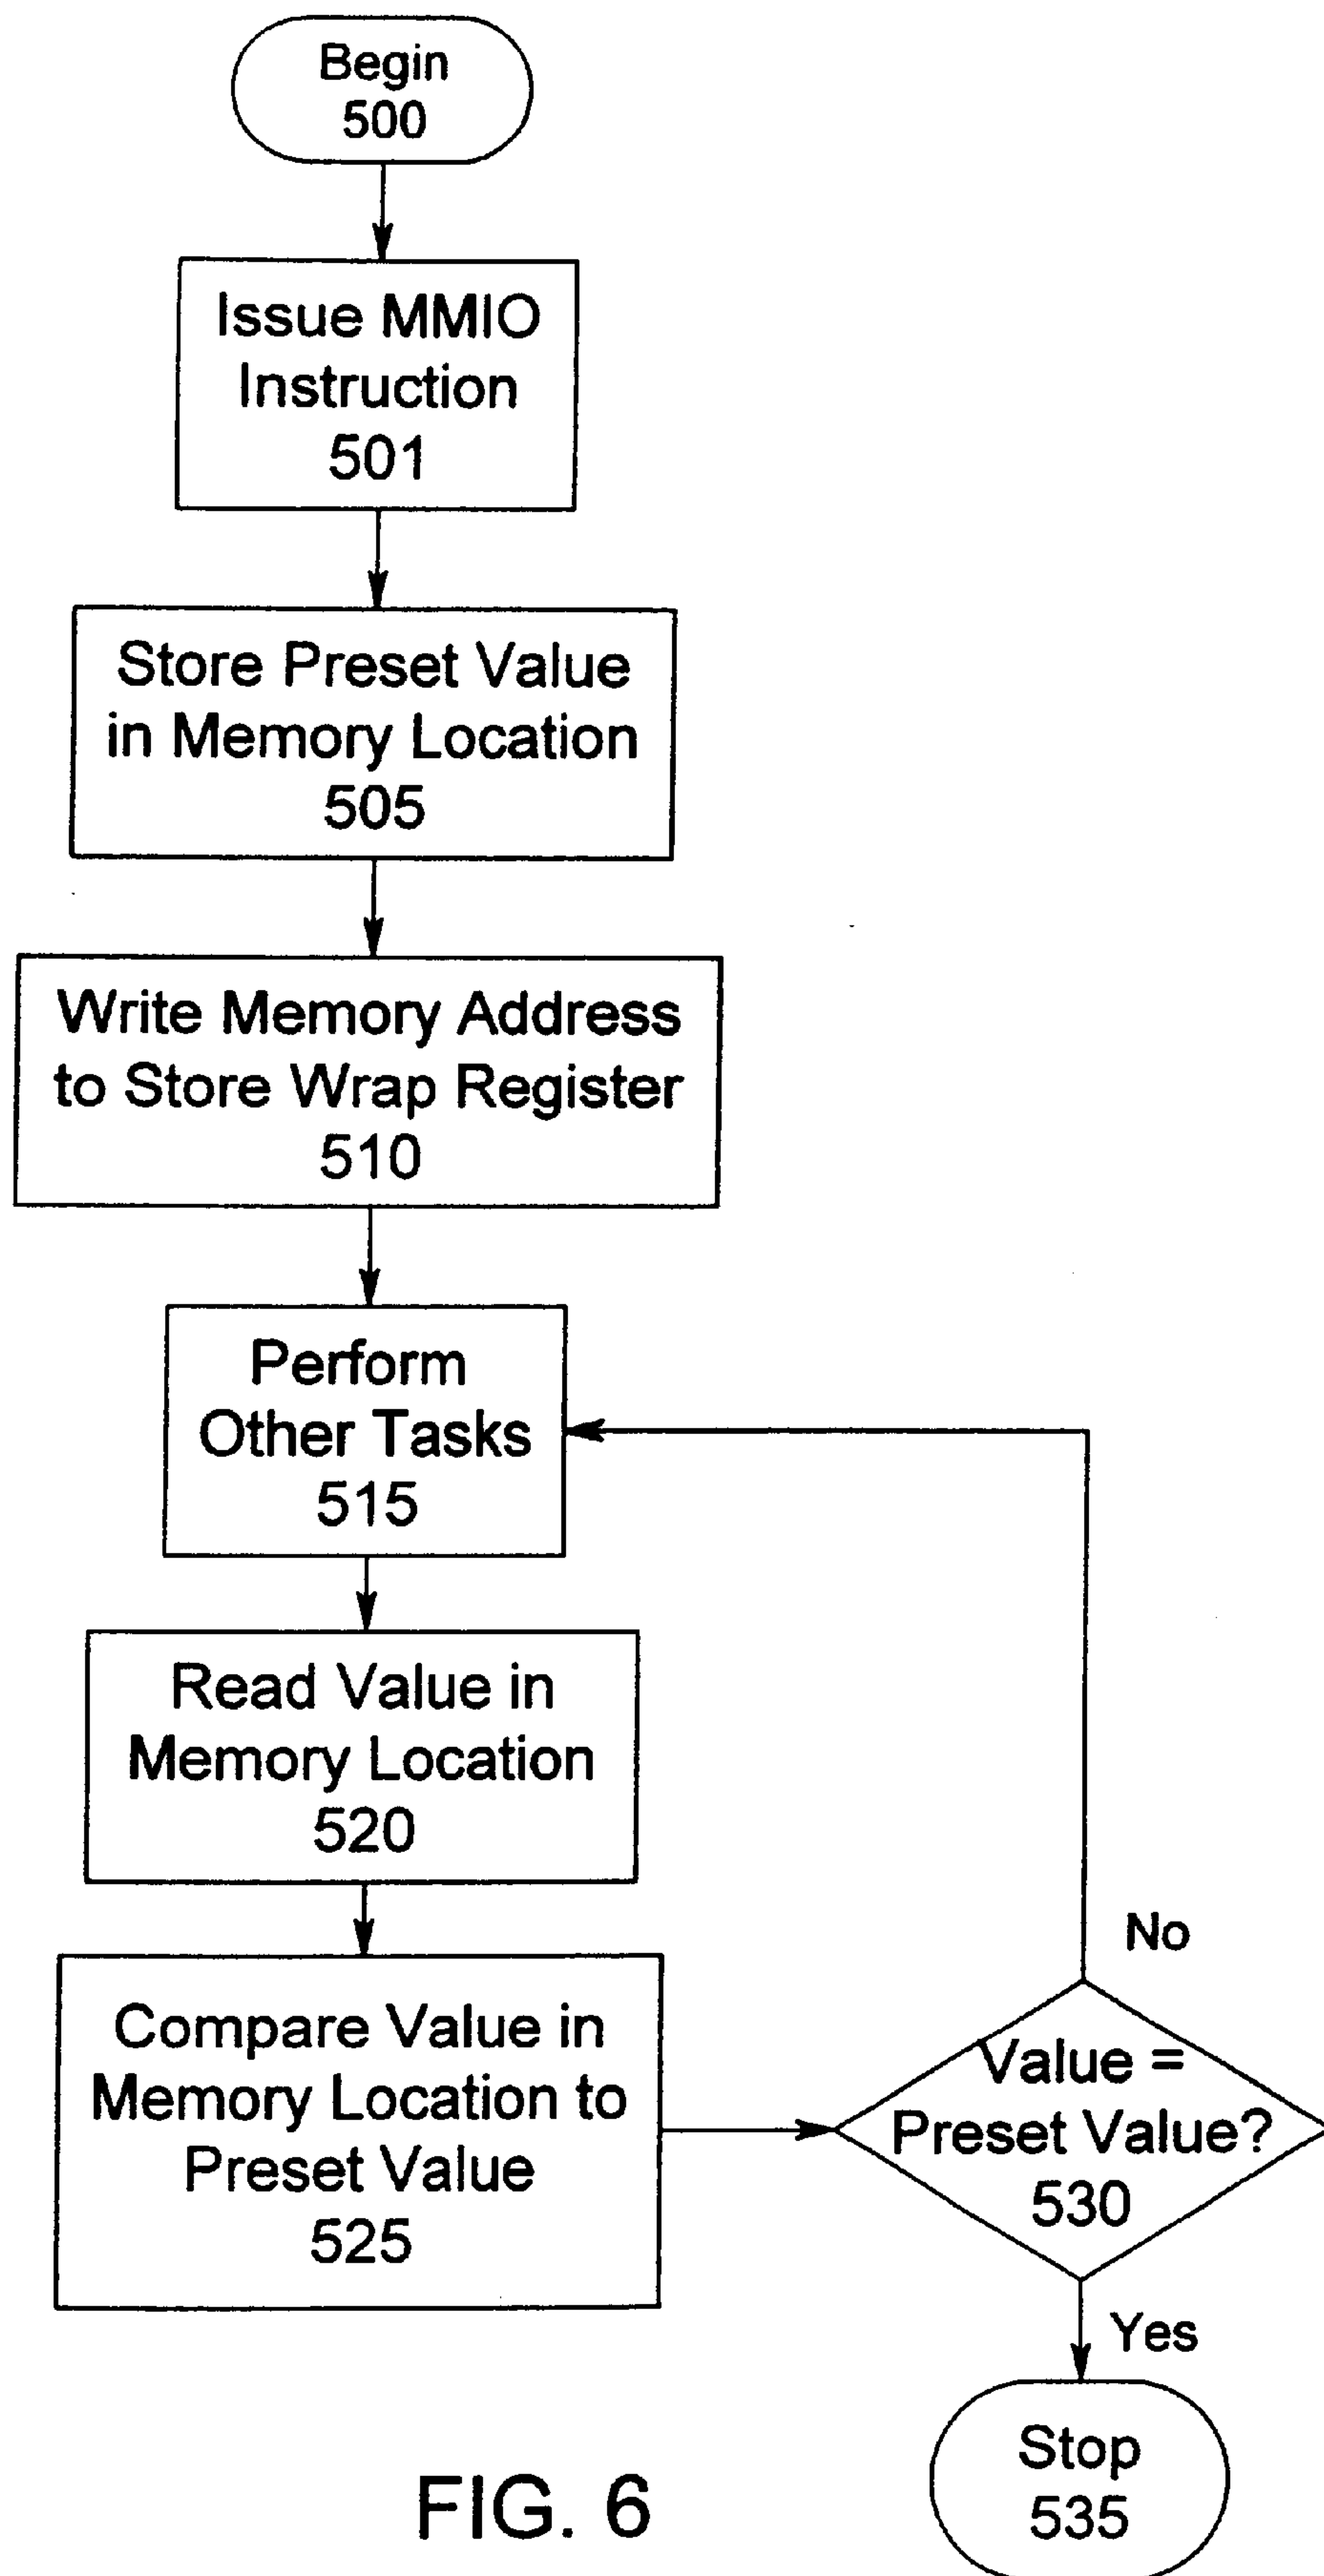 Begin
500
Issue MMIO
Instruction
501
Store Preset Value
in Memory Location
505
Write Memory Address
to Store Wrap Register
510
Perform
Other Tasks
515
Read Value in
Memory Location
520
Compare Value in
Memory Location to
Preset Value
525
No
Value =
Preset Value?
530
Yes
Stop
535
FIG. 6